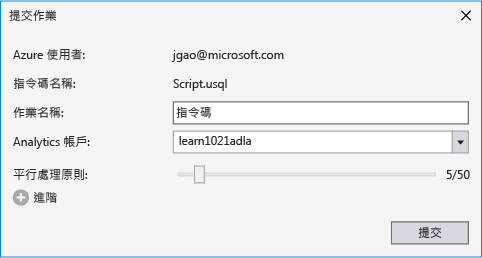 提交作業
Azure 使用者: jgao@microsoft.com
指令碼名稱: Script.usql
作業名稱: 指令碼
Analytics 帳戶: learn1021adla
平行處理原則: 5/50
進階
提交